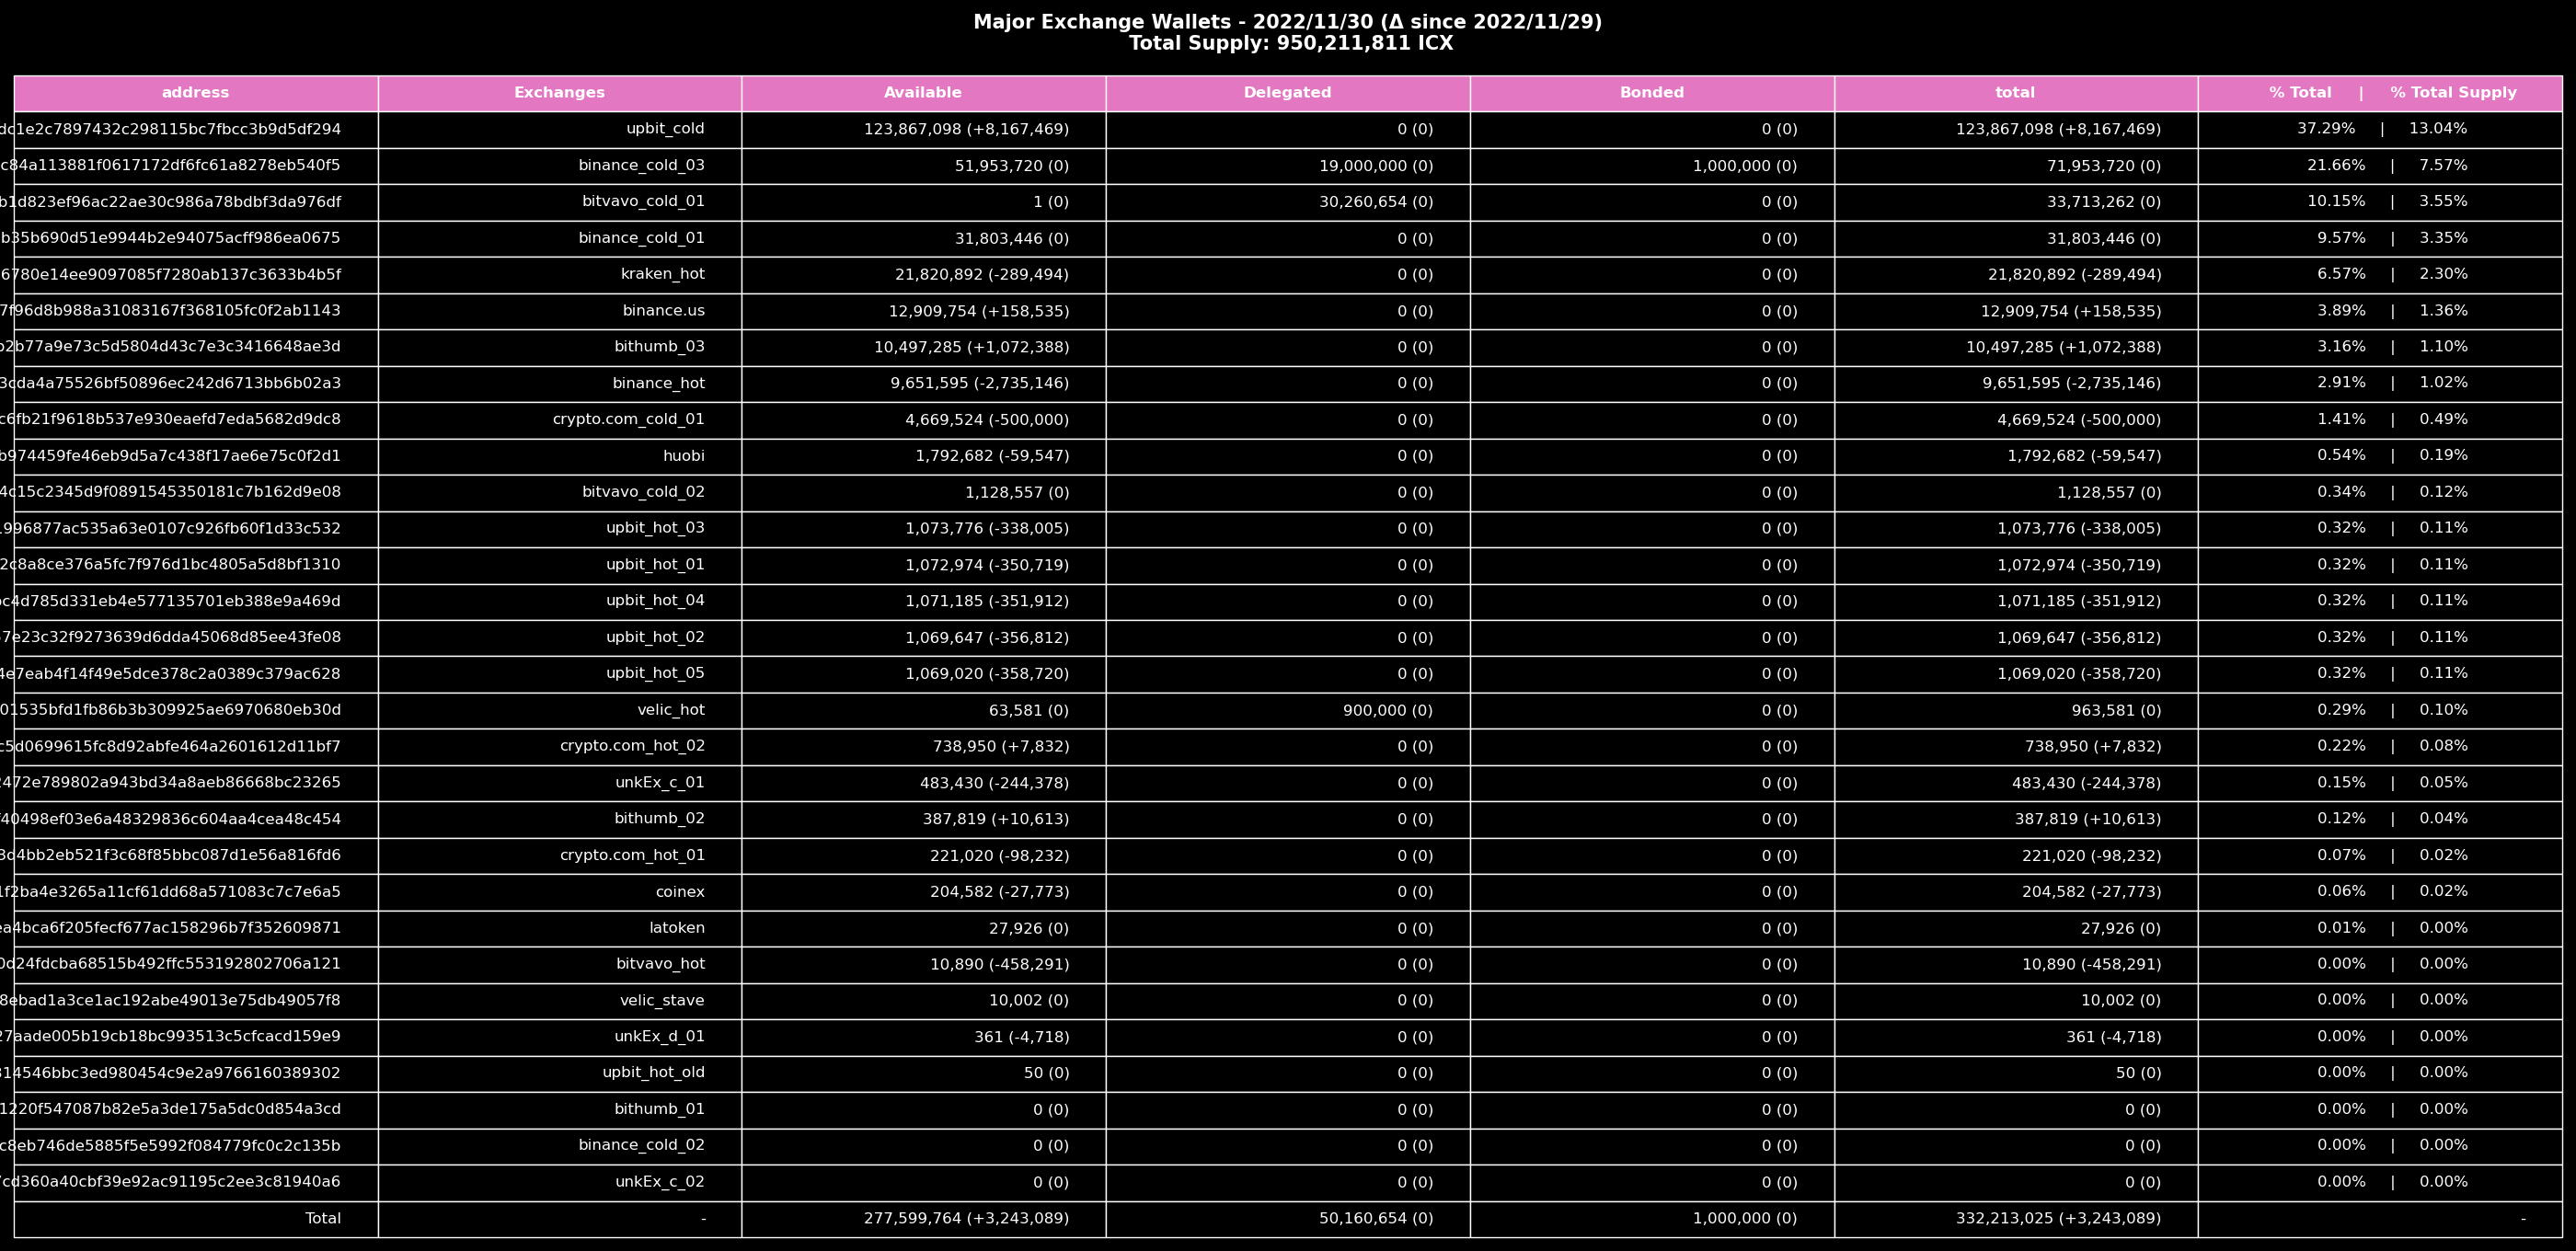 Major Exchange Wallets - 2022/11/30 (Δ since 2022/11/29)
Total Supply: 950,211,811 ICX
address Exchanges Available Delegated Bonded total % Total | % Total Supply
dc1e2c7897432c298115bc7fbcc3b9d5df294 upbit_cold 123,867,098 (+8,167,469) 0 (0) 0 (0) 123,867,098 (+8,167,469) 37.29% | 13.04%
c84a113881f0617172df6fc61a8278eb540f5 binance_cold_03 51,953,720 (0) 19,000,000 (0) 1,000,000 (0) 71,953,720 (0) 21.66% | 7.57%
b1d823ef96ac22ae30c986a78bdbf3da976df bitvavo_cold_01 1 (0) 30,260,654 (0) 0 (0) 33,713,262 (0) 10.15% | 3.55%
b35b690d51e9944b2e94075acff986ea0675 binance_cold_01 31,803,446 (0) 0 (0) 0 (0) 31,803,446 (0) 9.57% | 3.35%
6780e14ee9097085f7280ab137c3633b4b5f kraken_hot 21,820,892 (-289,494) 0 (0) 0 (0) 21,820,892 (-289,494) 6.57% | 2.30%
7f96d8b988a31083167f368105fc0f2ab1143 binance.us 12,909,754 (+158,535) 0 (0) 0 (0) 12,909,754 (+158,535) 3.89% | 1.36%
b2b77a9e73c5d5804d43c7e3c3416648ae3d bithumb_03 10,497,285 (+1,072,388) 0 (0) 0 (0) 10,497,285 (+1,072,388) 3.16% | 1.10%
3cda4a75526bf50896ec242d6713bb6b02a3 binance_hot 9,651,595 (-2,735,146) 0 (0) 0 (0) 9,651,595 (-2,735,146) 2.91% | 1.02%
c6fb21f9618b537e930eaefd7eda5682d9dc8 crypto.com_cold_01 4,669,524 (-500,000) 0 (0) 0 (0) 4,669,524 (-500,000) 1.41% | 0.49%
b974459fe46eb9d5a7c438f17ae6e75c0f2d1 huobi 1,792,682 (-59,547) 0 (0) 0 (0) 1,792,682 (-59,547) 0.54% | 0.19%
4c15c2345d9f0891545350181c7b162d9e08 bitvavo_cold_02 1,128,557 (0) 0 (0) 0 (0) 1,128,557 (0) 0.34% | 0.12%
1996877ac535a63e0107c926fb60f1d33c532 upbit_hot_03 1,073,776 (-338,005) 0 (0) 0 (0) 1,073,776 (-338,005) 0.32% | 0.11%
2c8a8ce376a5fc7f976d1bc4805a5d8bf1310 upbit_hot_01 1,072,974 (-350,719) 0 (0) 0 (0) 1,072,974 (-350,719) 0.32% | 0.11%
bc4d785d331eb4e577135701eb388e9a469d upbit_hot_04 1,071,185 (-351,912) 0 (0) 0 (0) 1,071,185 (-351,912) 0.32% | 0.11%
57e23c32f9273639d6dda45068d85ee43fe08 upbit_hot_02 1,069,647 (-356,812) 0 (0) 0 (0) 1,069,647 (-356,812) 0.32% | 0.11%
4e7eab4f14f49e5dce378c2a0389c379ac628 upbit_hot_05 1,069,020 (-358,720) 0 (0) 0 (0) 1,069,020 (-358,720) 0.32% | 0.11%
01535bfd1fb86b3b309925ae6970680eb30d velic_hot 63,581 (0) 900,000 (0) 0 (0) 963,581 (0) 0.29% | 0.10%
c5d0699615fc8d92abfe464a2601612d11bf7 crypto.com_hot_02 738,950 (+7,832) 0 (0) 0 (0) 738,950 (+7,832) 0.22% | 0.08%
2472e789802a943bd34a8aeb86668bc23265 unkEx_c_01 483,430 (-244,378) 0 (0) 0 (0) 483,430 (-244,378) 0.15% | 0.05%
f40498ef03e6a48329836c604aa4cea48c454 bithumb_02 387,819 (+10,613) 0 (0) 0 (0) 387,819 (+10,613) 0.12% | 0.04%
3d4bb2eb521f3c68f85bbc087d1e56a816fd6 crypto.com_hot_01 221,020 (-98,232) 0 (0) 0 (0) 221,020 (-98,232) 0.07% | 0.02%
1f2ba4e3265a11cf61dd68a571083c7c7e6a5 coinex 204,582 (-27,773) 0 (0) 0 (0) 204,582 (-27,773) 0.06% | 0.02%
ea4bca6f205fecf677ac158296b7f352609871 latoken 27,926 (0) 0 (0) 0 (0) 27,926 (0) 0.01% | 0.00%
0d24fdcba68515b492ffc553192802706a121 bitvavo_hot 10,890 (-458,291) 0 (0) 0 (0) 10,890 (-458,291) 0.00% | 0.00%
8ebad1a3ce1ac192abe49013e75db49057f8 velic_stave 10,002 (0) 0 (0) 0 (0) 10,002 (0) 0.00% | 0.00%
27aade005b19cb18bc993513c5cfcacd159e9 unkEx_d_01 361 (-4,718) 0 (0) 0 (0) 361 (-4,718) 0.00% | 0.00%
314546bbc3ed980454c9e2a9766160389302 upbit_hot_old 50 (0) 0 (0) 0 (0) 50 (0) 0.00% | 0.00%
1220f547087b82e5a3de175a5dc0d854a3cd bithumb_01 0 (0) 0 (0) 0 (0) 0 (0) 0.00% | 0.00%
c8eb746de5885f5e5992f084779fc0c2c135b binance_cold_02 0 (0) 0 (0) 0 (0) 0 (0) 0.00% | 0.00%
7cd360a40cbf39e92ac91195c2ee3c81940a6 unkEx_c_02 0 (0) 0 (0) 0 (0) 0 (0) 0.00% | 0.00%
Total - 277,599,764 (+3,243,089) 50,160,654 (0) 1,000,000 (0) 332,213,025 (+3,243,089) -